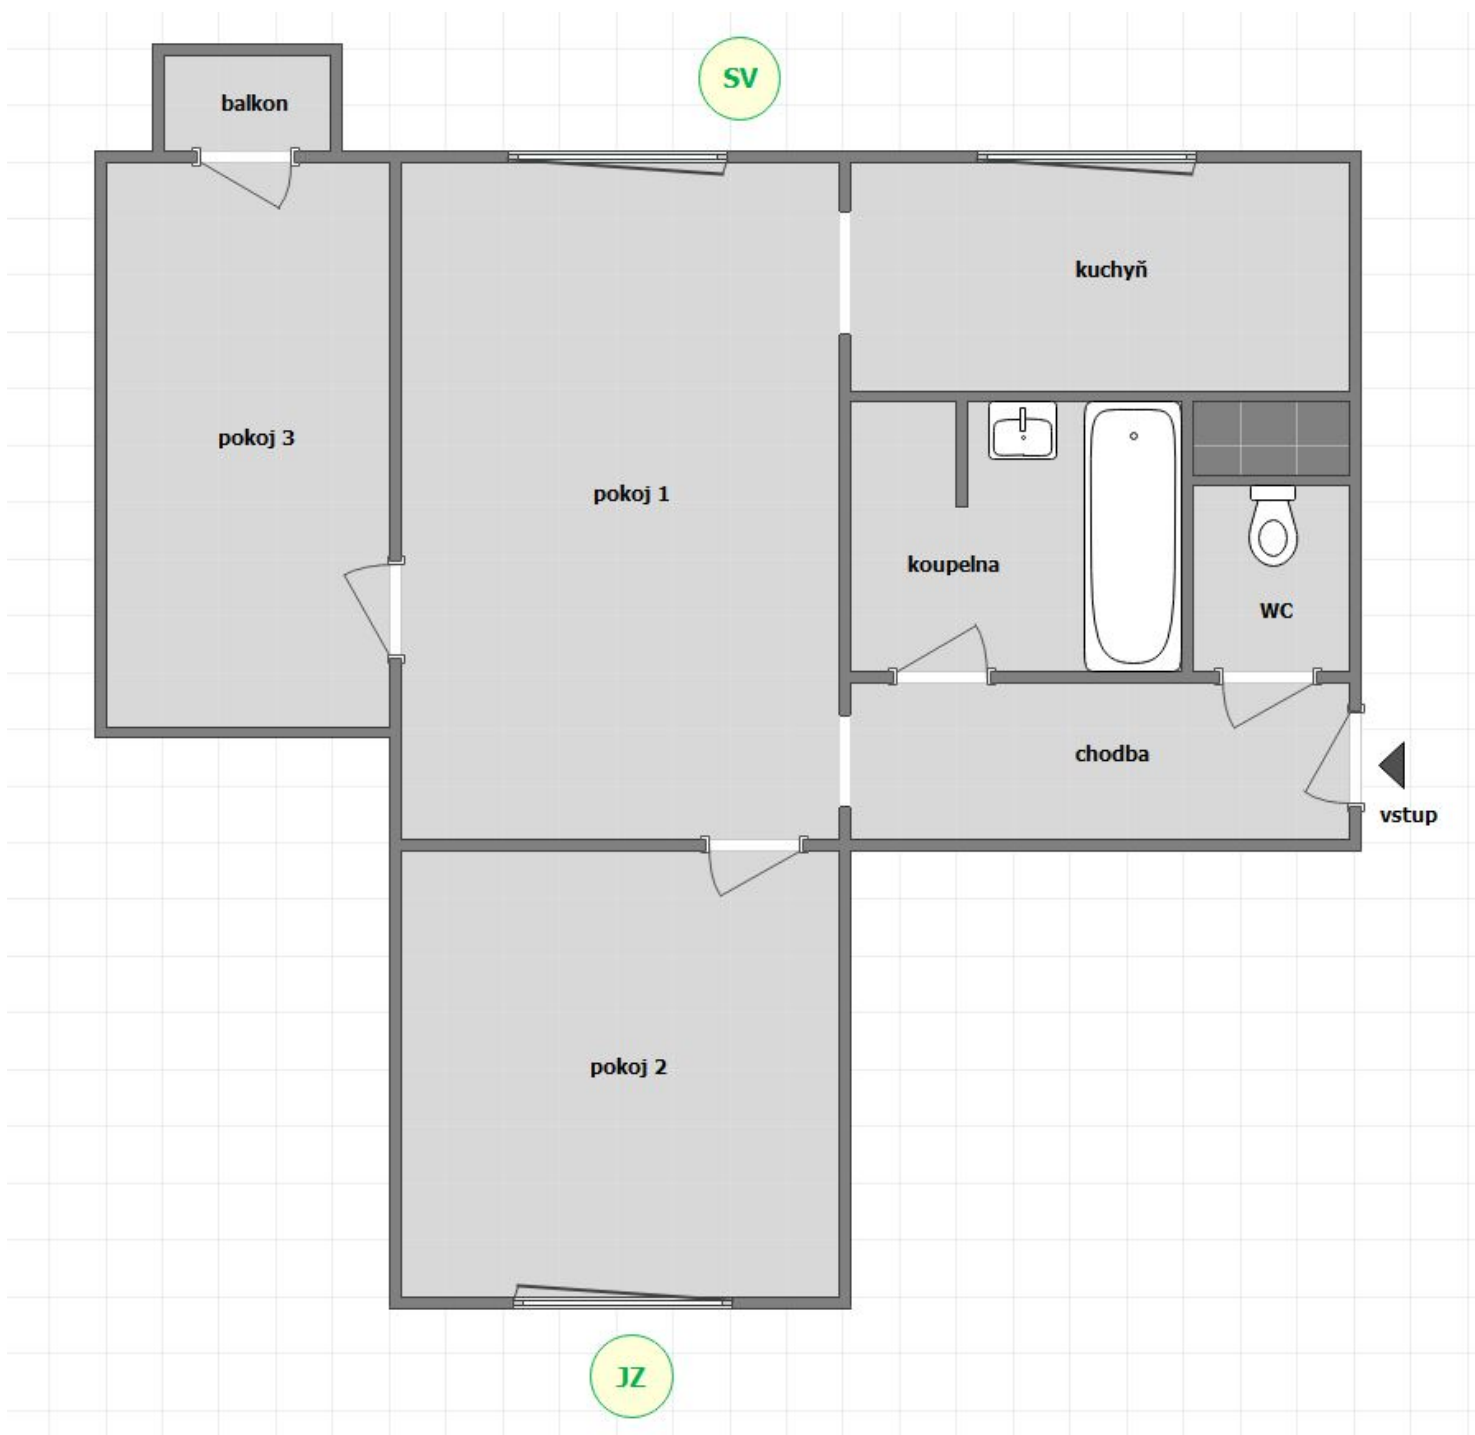 SV
balkon
kuchyň
pokoj 3
pokoj 1
koupelna
WC
chodba
vstup
pokoj 2
JZ